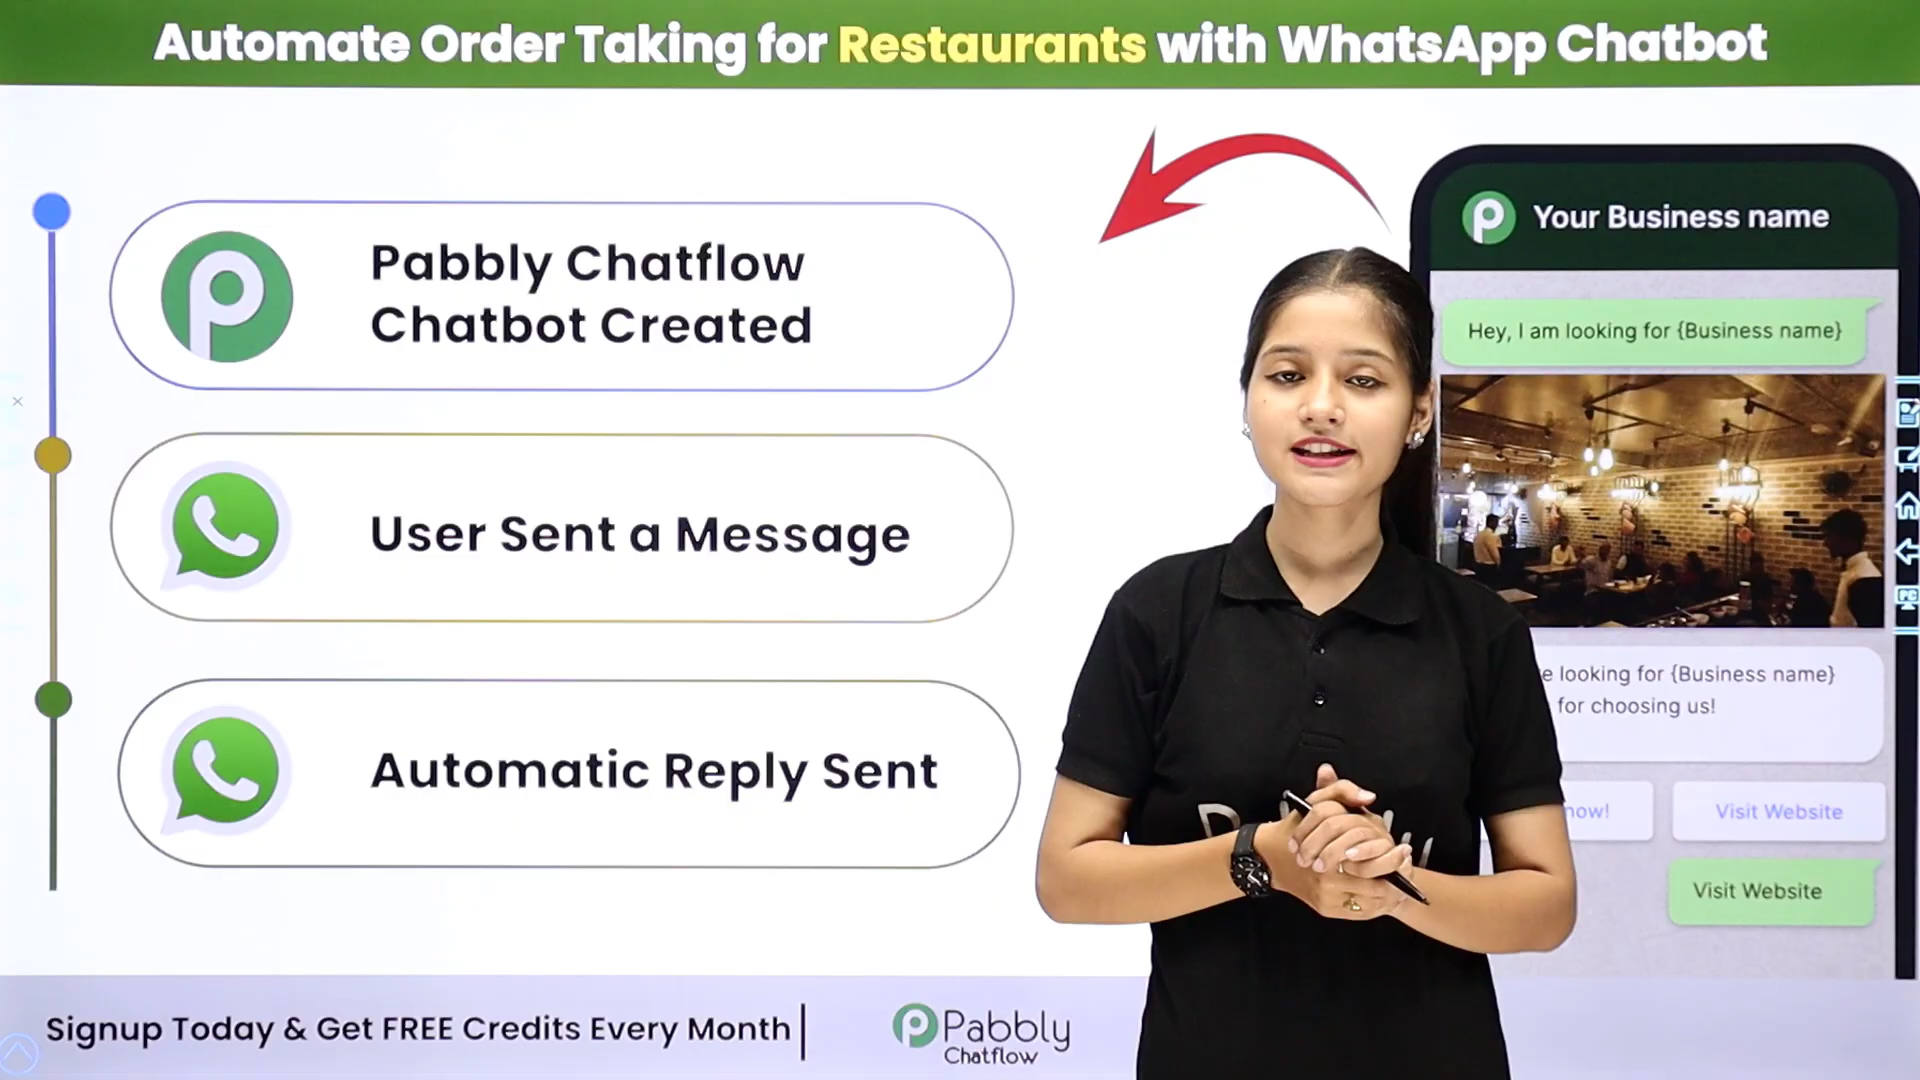 Automate Order Taking for Restaurants with WhatsApp Chatbot
Pabbly Chatflow
Chatbot Created
User Sent a Message
Automatic Reply Sent
Your Business name
Hey, I am looking for {Business name}
looking for {Business name}
for choosing us!
now!
Visit Website
Visit Website
Signup Today & Get FREE Credits Every Month
Pabbly
Chatflow
PC